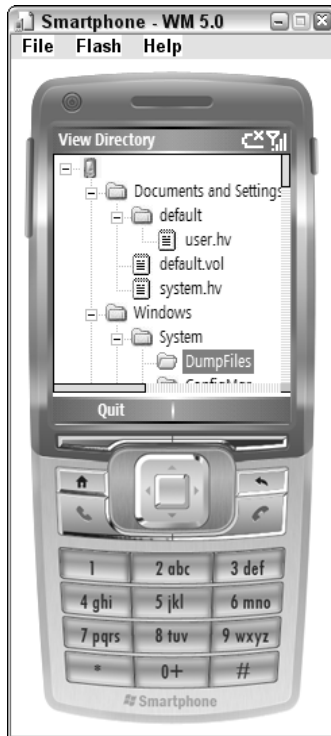 Smartphone - WM 5.0
File Flash Help
View Directory
Documents and Settings
default
user.hv
default.vol
system.hv
Windows
System
DumpFiles
Quit
1 2 abc 3 def
4 ghi 5 jkl 6 mno
7 pqrs 8 tuv 9 wxyz
* 0+ #
Smartphone